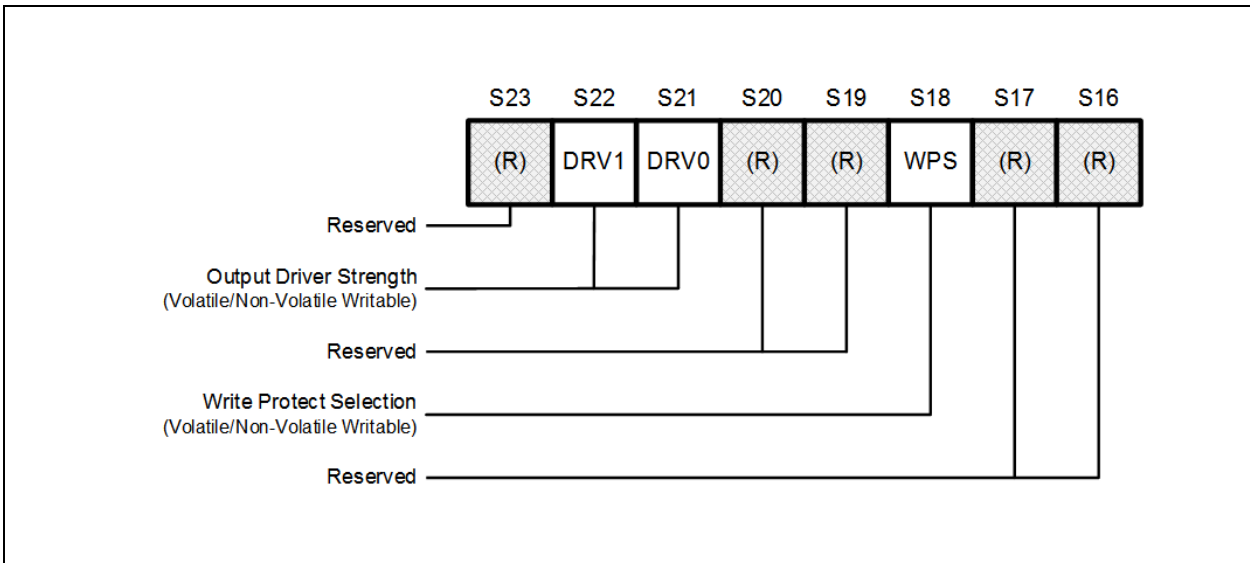 S23 S22 S21 S20 S19 S18 S17 S16
(R) DRV1 DRV0 (R) (R) WPS (R) (R)
Reserved
Output Driver Strength
(Volatile/Non-Volatile Writable)
Reserved
Write Protect Selection
(Volatile/Non-Volatile Writable)
Reserved